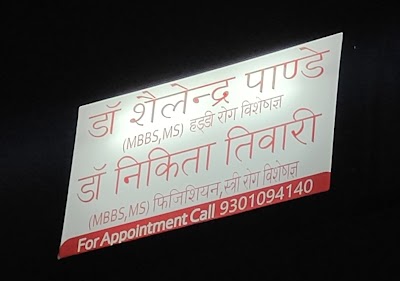 डॉ शैलेन्द्र पाण्डे
(MBBS,MS) हड्डी रोग विशेषज्ञ
डॉ निकिता तिवारी
(MBBS,MS) फिजिशियन,स्त्री रोग विशेषज्ञ
For Appointment Call 9301094140